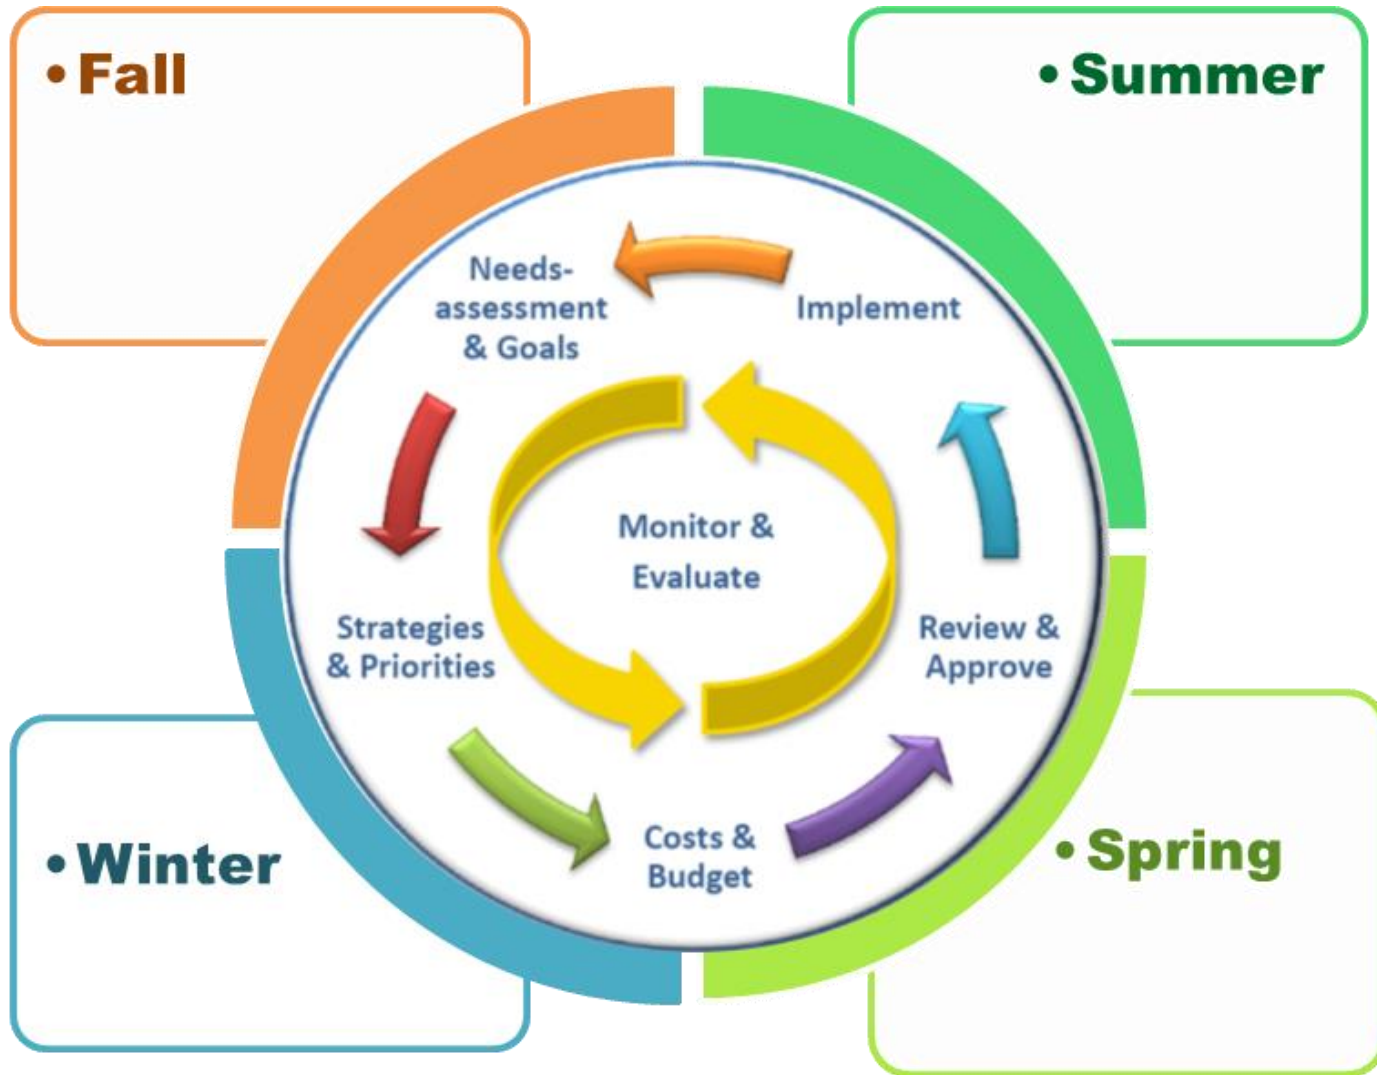 • Fall
• Summer
Needs-
assessment
& Goals
Implement
Monitor &
Evaluate
Strategies
& Priorities
Review &
Approve
Costs &
Budget
• Winter
• Spring